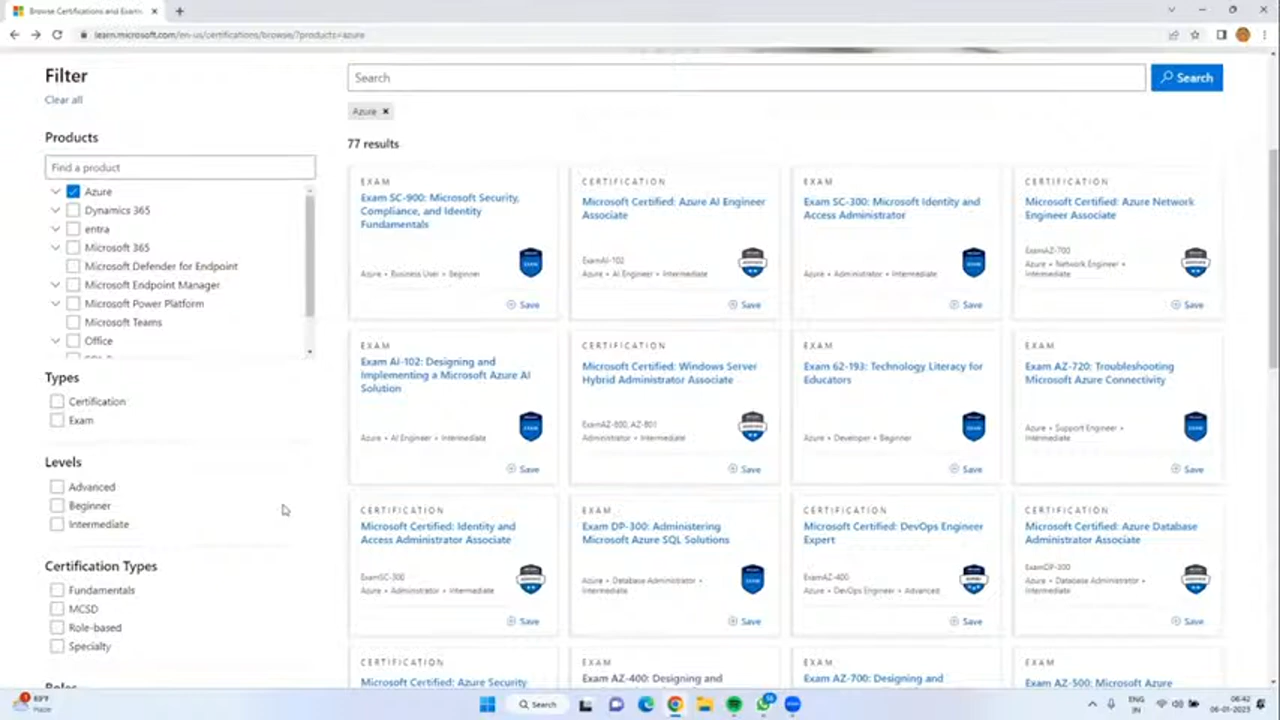 Browse Certifications and Exams
learn.microsoft.com/en-us/certifications/browse/?products=azure
Filter
Clear all
Products
Find a product
Azure
Dynamics 365
entra
Microsoft 365
Microsoft Defender for Endpoint
Microsoft Endpoint Manager
Microsoft Power Platform
Microsoft Teams
Office
Types
Certification
Exam
Levels
Advanced
Beginner
Intermediate
Certification Types
Fundamentals
MCSD
Role-based
Specialty
Roles
Search
Search
Azure
77 results
EXAM
Exam SC-900: Microsoft Security,
Compliance, and Identity
Fundamentals
Azure • Business User • Beginner
Save
CERTIFICATION
Microsoft Certified: Azure AI Engineer
Associate
ExamAI-102
Azure • AI Engineer • Intermediate
Save
EXAM
Exam SC-300: Microsoft Identity and
Access Administrator
Azure • Administrator • Intermediate
Save
CERTIFICATION
Microsoft Certified: Azure Network
Engineer Associate
ExamAZ-700
Azure • Network Engineer •
Intermediate
Save
EXAM
Exam AI-102: Designing and
Implementing a Microsoft Azure AI
Solution
Azure • AI Engineer • Intermediate
Save
CERTIFICATION
Microsoft Certified: Windows Server
Hybrid Administrator Associate
ExamAZ-800, AZ-801
Administrator • Intermediate
Save
EXAM
Exam 62-193: Technology Literacy for
Educators
Azure • Developer • Beginner
Save
EXAM
Exam AZ-720: Troubleshooting
Microsoft Azure Connectivity
Azure • Support Engineer •
Intermediate
Save
CERTIFICATION
Microsoft Certified: Identity and
Access Administrator Associate
ExamSC-300
Azure • Administrator • Intermediate
Save
EXAM
Exam DP-300: Administering
Microsoft Azure SQL Solutions
Azure • Database Administrator •
Intermediate
Save
CERTIFICATION
Microsoft Certified: DevOps Engineer
Expert
ExamAZ-400
Azure • DevOps Engineer • Advanced
Save
CERTIFICATION
Microsoft Certified: Azure Database
Administrator Associate
ExamDP-300
Azure • Database Administrator •
Intermediate
Save
CERTIFICATION
Microsoft Certified: Azure Security
EXAM
Exam AZ-400: Designing and
EXAM
Exam AZ-700: Designing and
EXAM
Exam AZ-500: Microsoft Azure
Haze
Search
ENG
IN
06:42
06-01-2023